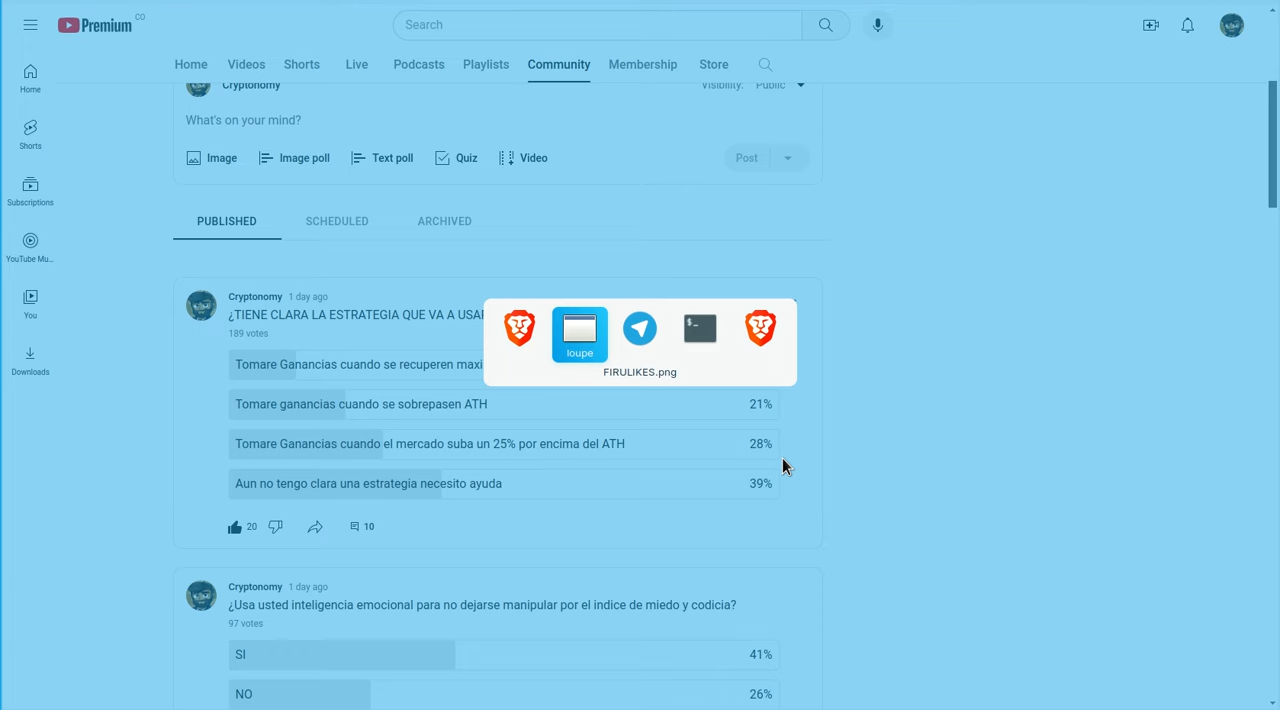 Premium CO
Search
Home Videos Shorts Live Podcasts Playlists Community Membership Store
Home
Shorts
Subscriptions
YouTube Mu...
You
Downloads
Cryptonomy
Visibility: Public
What's on your mind?
Image Image poll Text poll Quiz Video Post
PUBLISHED SCHEDULED ARCHIVED
Cryptonomy 1 day ago
¿TIENE CLARA LA ESTRATEGIA QUE VA A
189 votes
Tomare Ganancias cuando se recuperen
Tomare ganancias cuando se sobrepasen ATH 21%
Tomare Ganancias cuando el mercado suba un 25% por encima del ATH 28%
Aun no tengo clara una estrategia necesito ayuda 39%
20 10
$_
loupe
FIRULIKES.png
Cryptonomy 1 day ago
¿Usa usted inteligencia emocional para no dejarse manipular por el indice de miedo y codicia?
97 votes
SI 41%
NO 26%